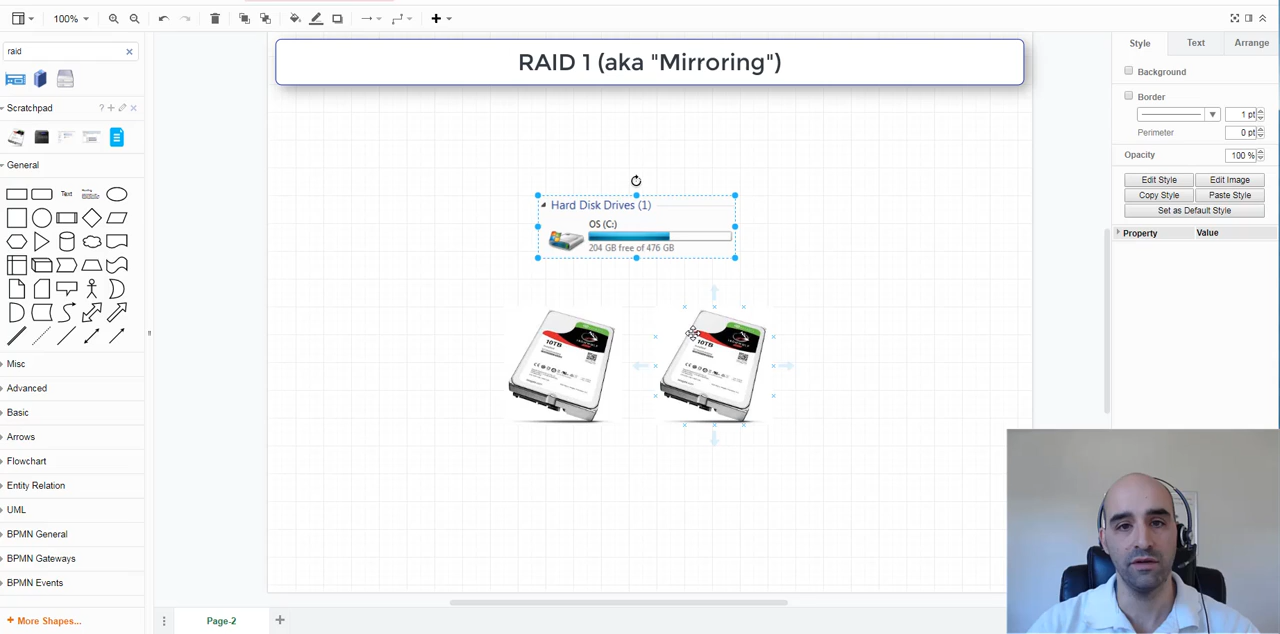 100%
raid
RAID 1 (aka "Mirroring")
Style
Text
Arrange
Scratchpad
?
General
Text
Misc
Advanced
Basic
Arrows
Flowchart
Entity Relation
UML
BPMN General
BPMN Gateways
BPMN Events
+ More Shapes...
Hard Disk Drives (1)
OS (C:)
204 GB free of 476 GB
10TB
10TB
Background
Border
1 pt
Perimeter
0 pt
Opacity
100 %
Edit Style
Edit Image
Copy Style
Paste Style
Set as Default Style
Property
Value
Page-2